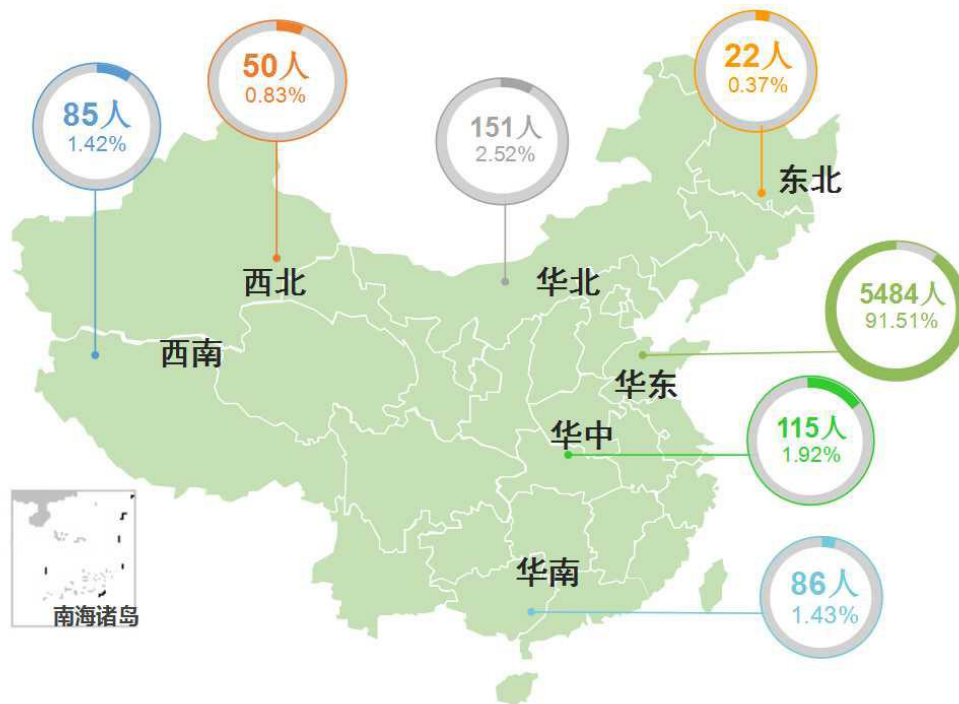 22人
0.37%
50人
0.83%
85人
1.42%
151人
2.52%
东北
西北
华北
5484人
91.51%
西南
华东
华中
115人
1.92%
华南
86人
1.43%
南海诸岛